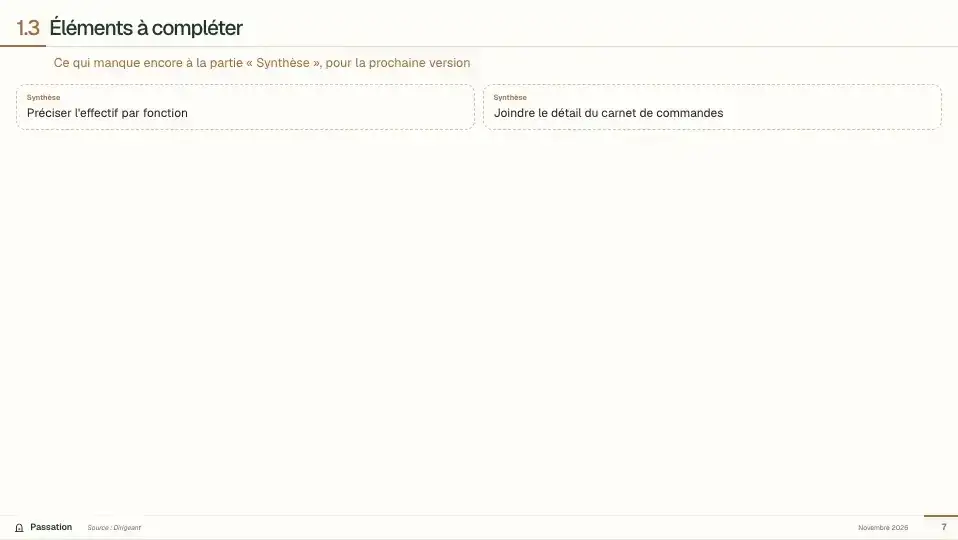 1.3 Éléments à compléter
Ce qui manque encore à la partie « Synthèse », pour la prochaine version
Synthèse
Préciser l'effectif par fonction
Synthèse
Joindre le détail du carnet de commandes
Passation
Source : Dirigeant
Novembre 2026
7